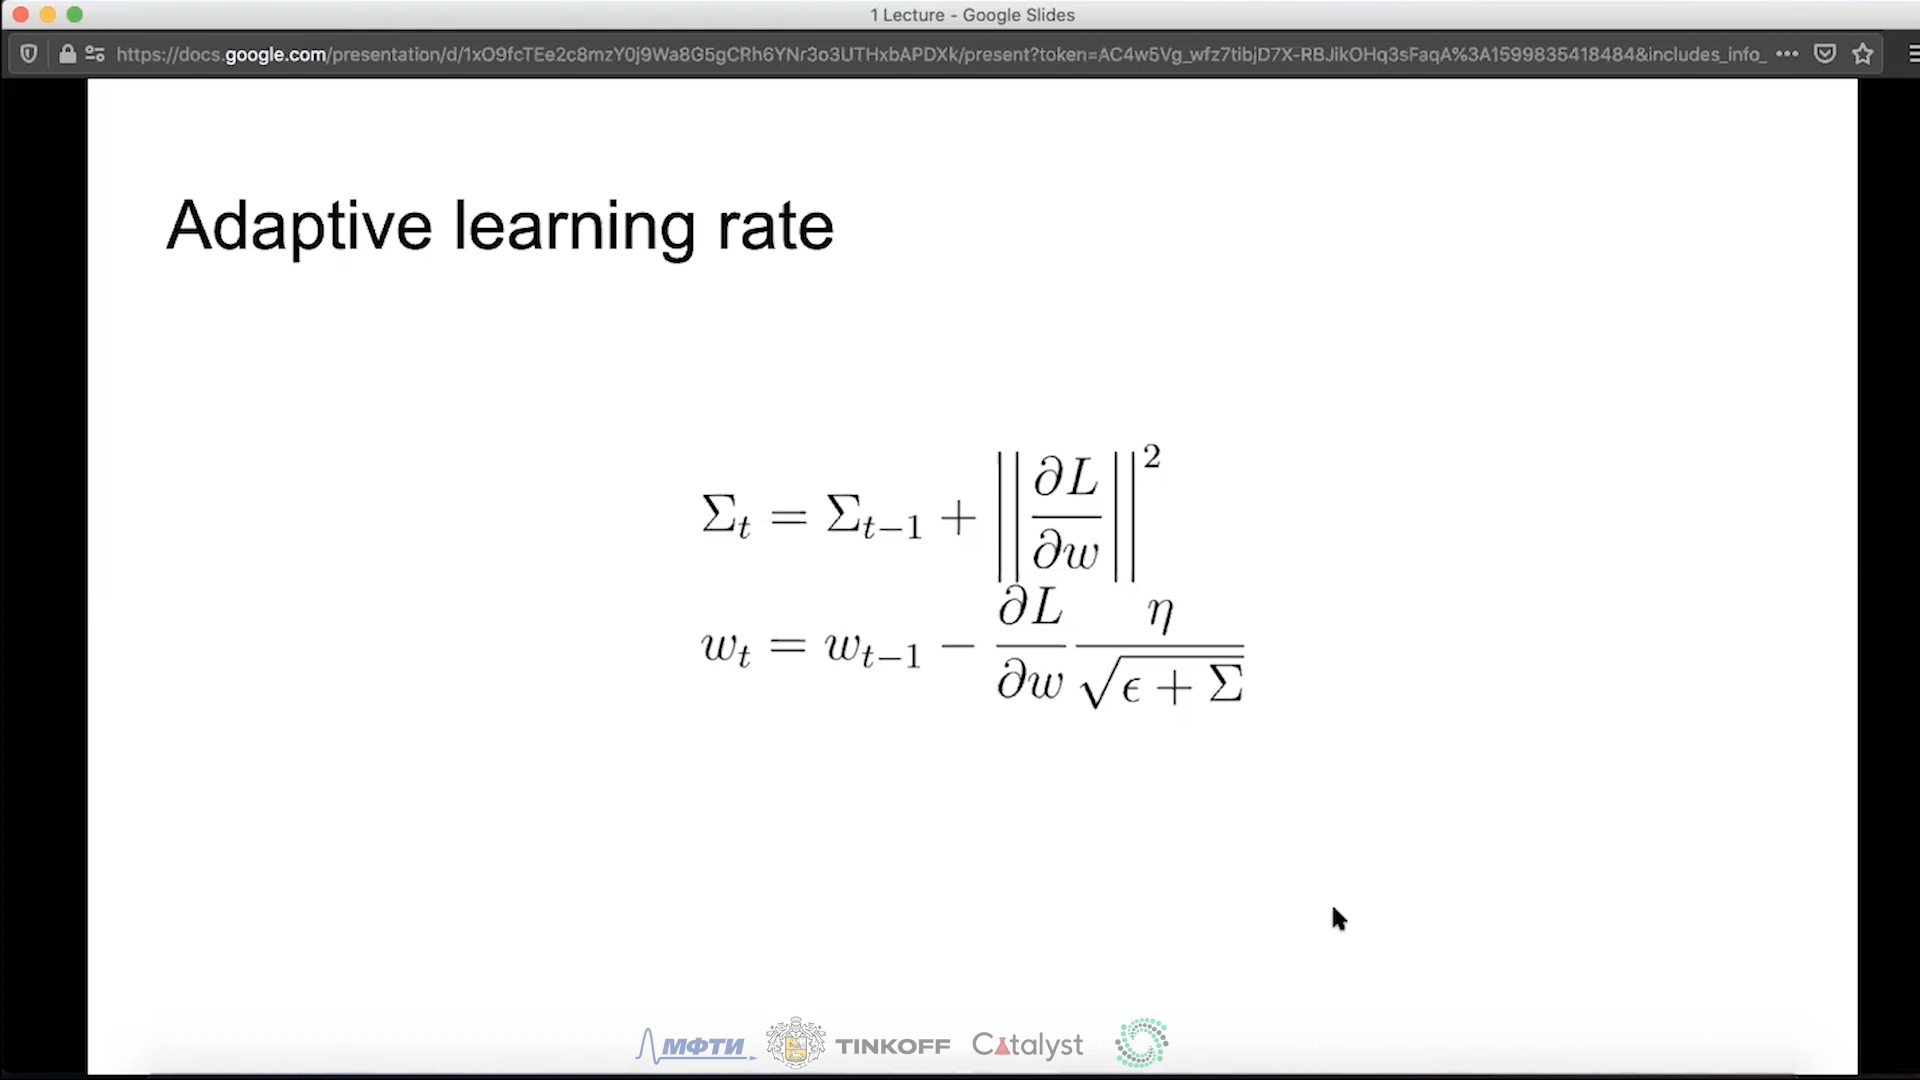 1 Lecture - Google Slides
https://docs.google.com/presentation/d/1xO9fcTEe2c8mzY0j9Wa8G5gCRh6YNr3o3UTHxbAPDXk/present?token=AC4w5Vg_wfz7tibjD7X-RBJikOHq3sFaqA%3A1599835418484&includes_info_
Adaptive learning rate
Σ_t = Σ_{t−1} + ||∂L/∂w||²
w_t = w_{t−1} − ∂L/∂w η/√(ϵ + Σ)
МФТИ TINKOFF Catalyst